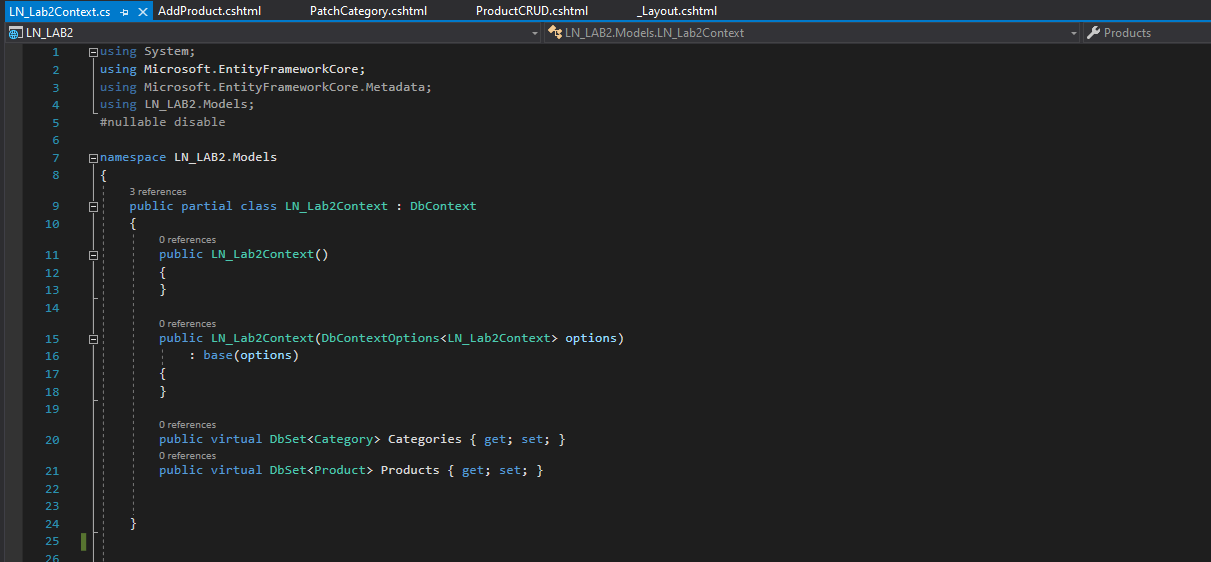 LN_Lab2Context.cs AddProduct.cshtml PatchCategory.cshtml ProductCRUD.cshtml _Layout.cshtml
LN_LAB2 LN_LAB2.Models.LN_Lab2Context Products
1 using System;
2 using Microsoft.EntityFrameworkCore;
3 using Microsoft.EntityFrameworkCore.Metadata;
4 using LN_LAB2.Models;
5 #nullable disable
6
7 namespace LN_LAB2.Models
8 {
3 references
9 public partial class LN_Lab2Context : DbContext
10 {
0 references
11 public LN_Lab2Context()
12 {
13 }
14
0 references
15 public LN_Lab2Context(DbContextOptions<LN_Lab2Context> options)
16 : base(options)
17 {
18 }
19
0 references
20 public virtual DbSet<Category> Categories { get; set; }
0 references
21 public virtual DbSet<Product> Products { get; set; }
22
23
24 }
25
26